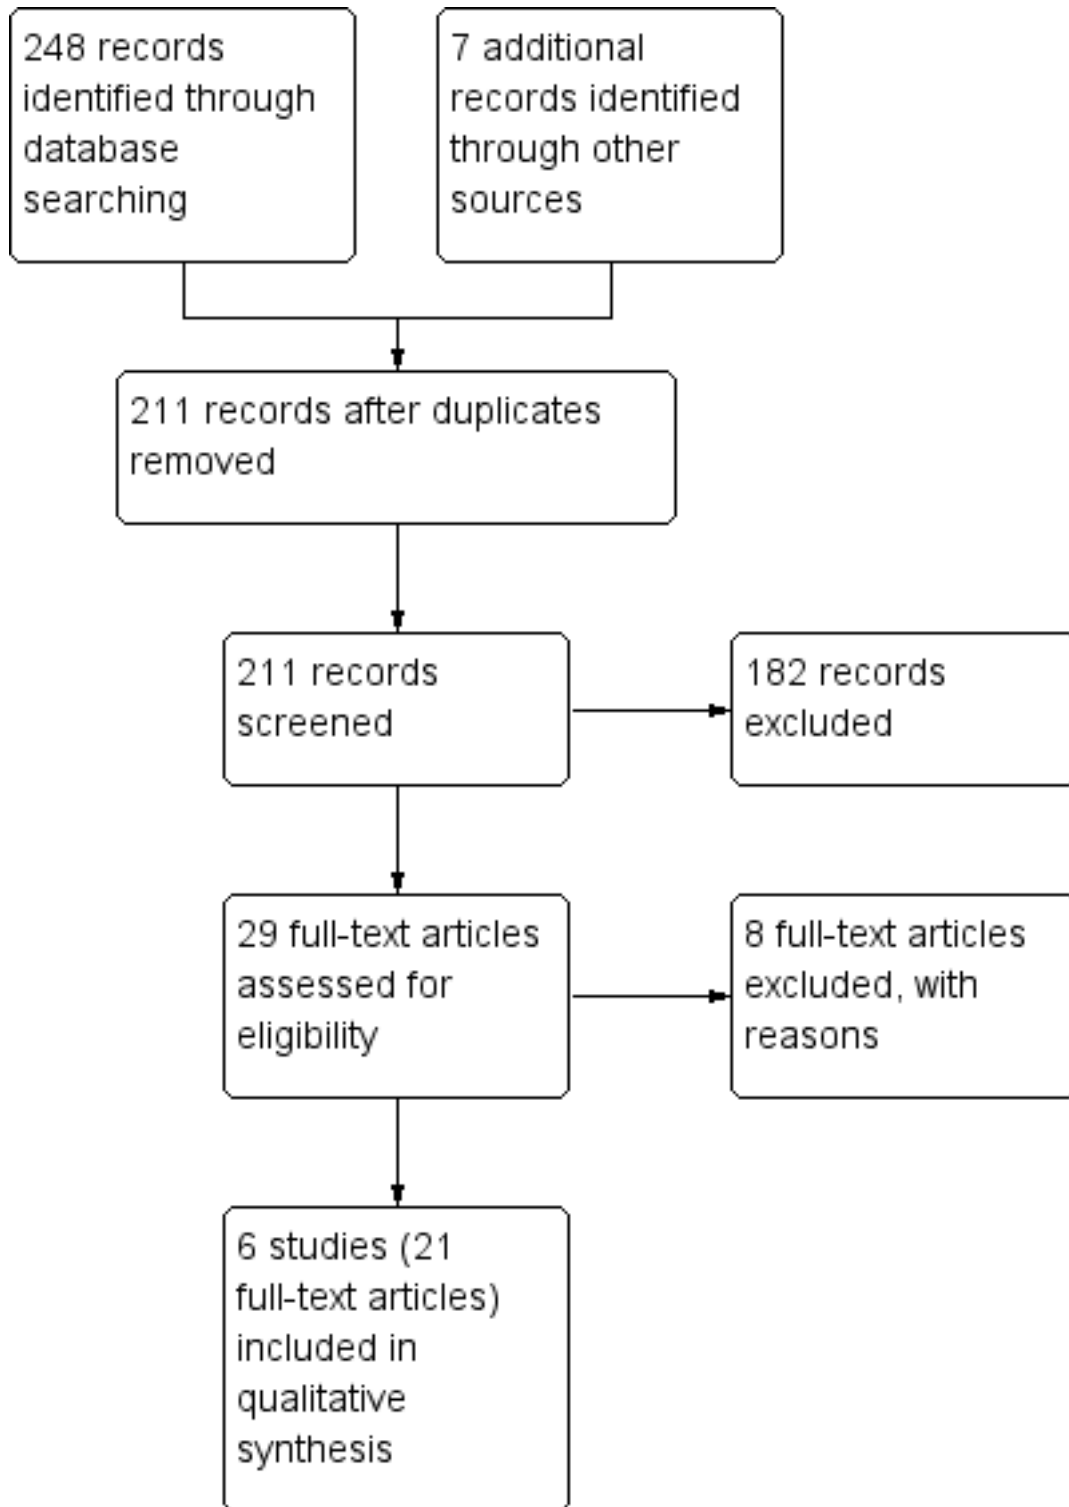 248 records
identified through
database
searching
7 additional
records identified
through other
sources
211 records after duplicates
removed
211 records
screened
182 records
excluded
29 full-text articles
assessed for
eligibility
8 full-text articles
excluded, with
reasons
6 studies (21
full-text articles)
included in
qualitative
synthesis